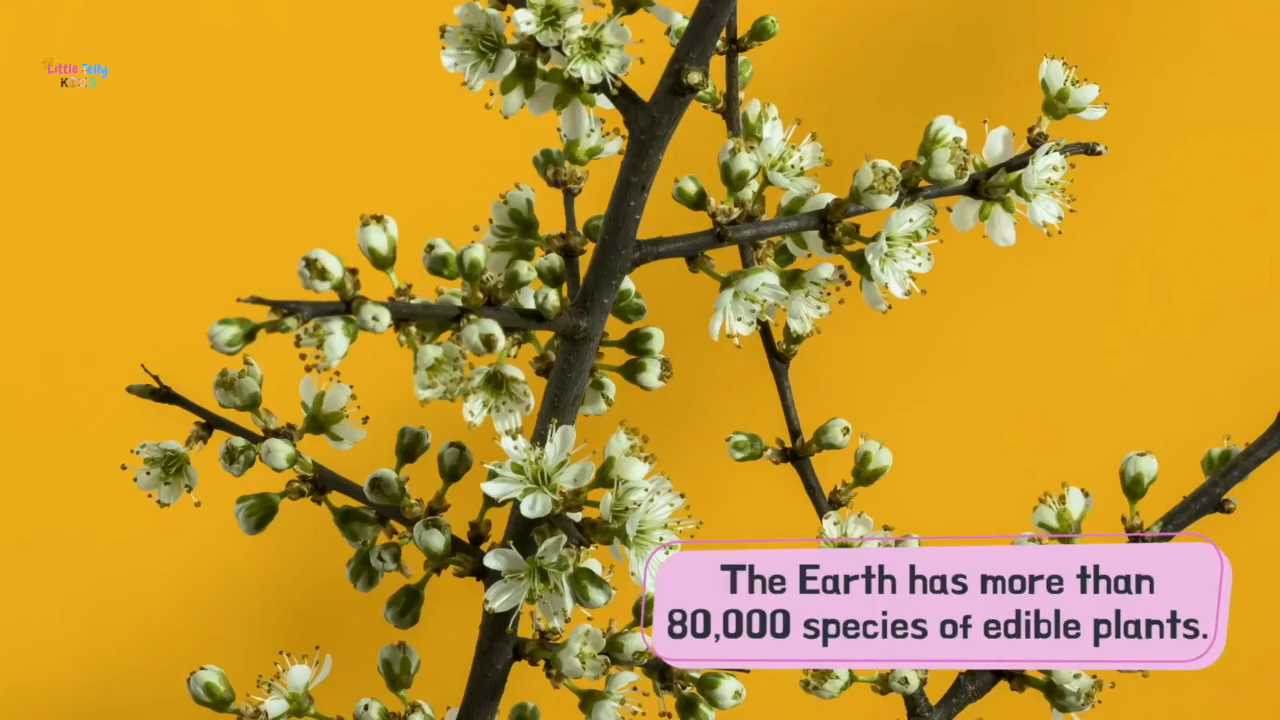 Little Telly
KIDS
The Earth has more than
80,000 species of edible plants.